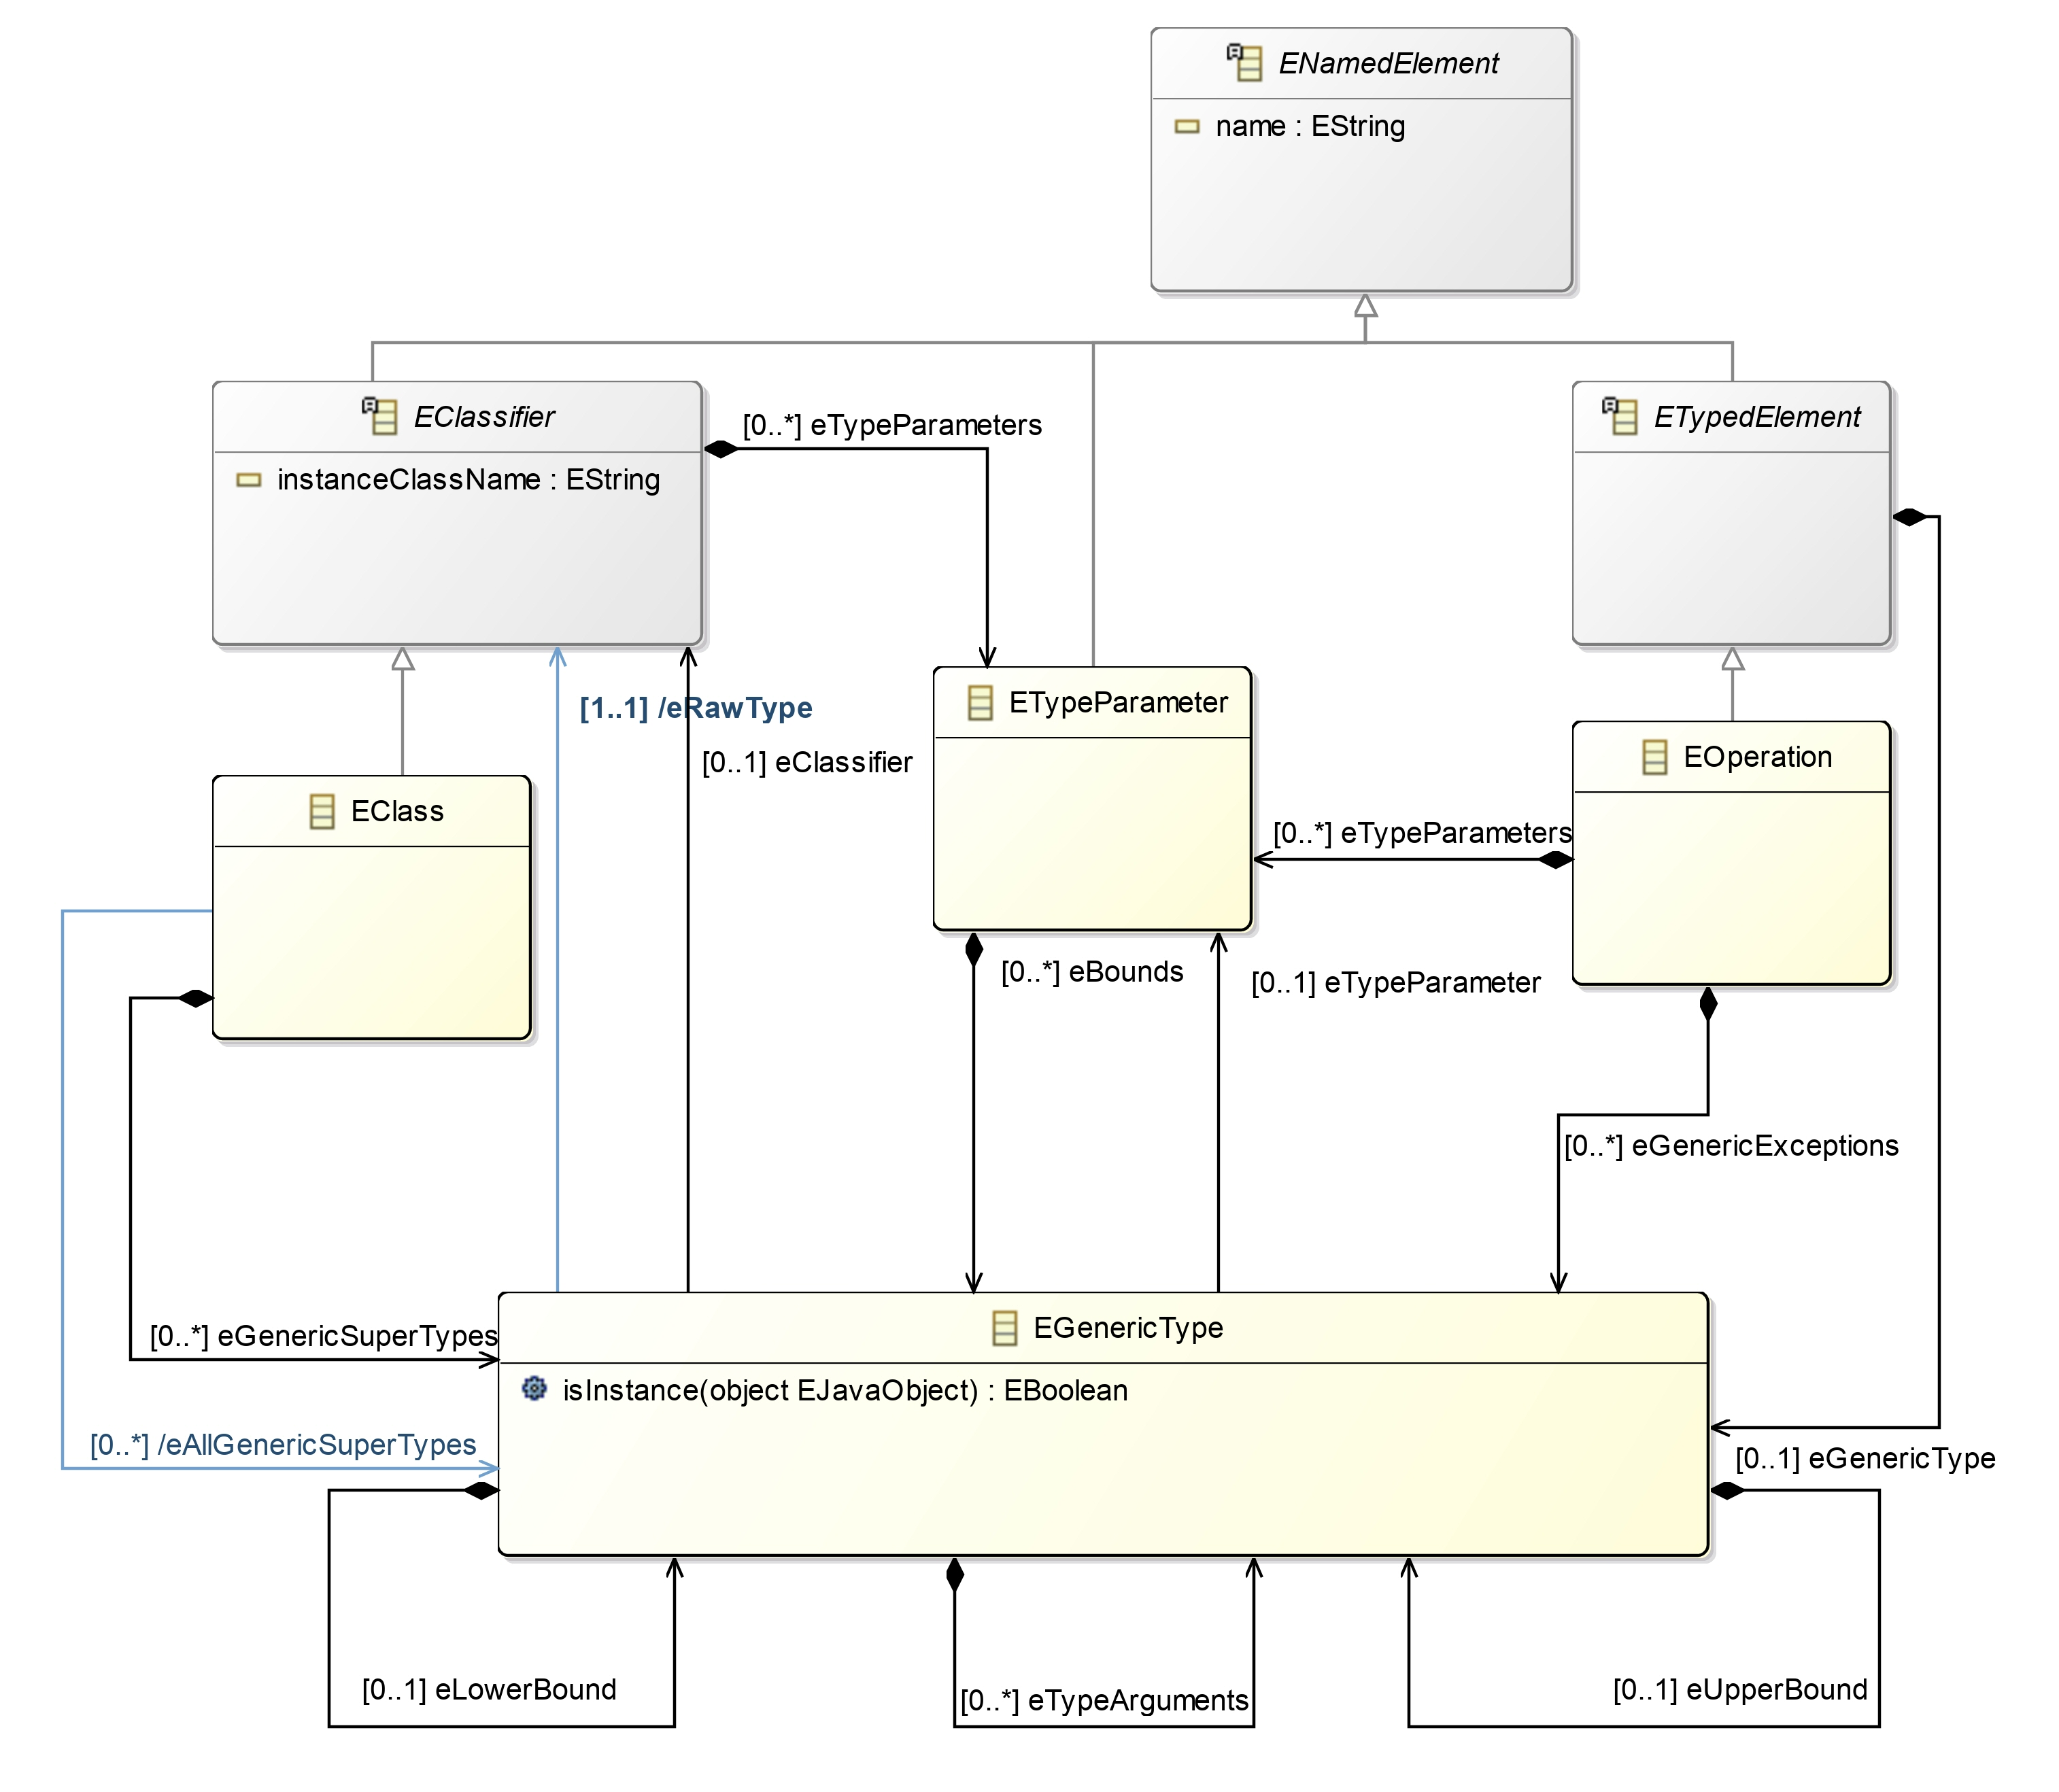 ENamedElement
name : EString
EClassifier
instanceClassName : EString
[0..*] eTypeParameters
ETypedElement
[1..1] /eRawType
[0..1] eClassifier
ETypeParameter
EOperation
EClass
[0..*] eTypeParameters
[0..*] eBounds
[0..1] eTypeParameter
[0..*] eGenericExceptions
[0..*] eGenericSuperTypes
EGenericType
isInstance(object EJavaObject) : EBoolean
[0..*] /eAllGenericSuperTypes
[0..1] eGenericType
[0..1] eLowerBound
[0..*] eTypeArguments
[0..1] eUpperBound